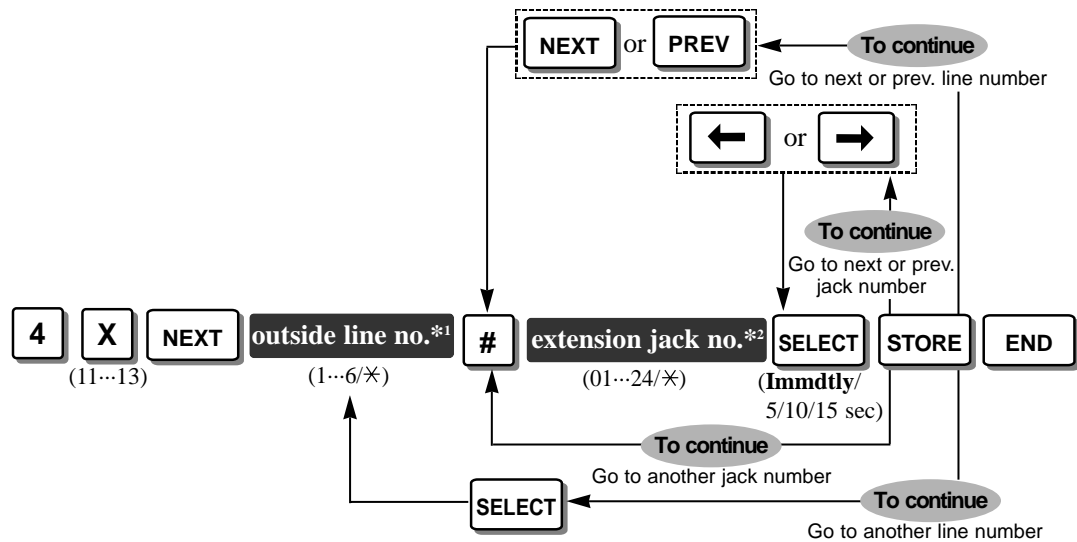 NEXT or PREV
To continue
Go to next or prev. line number
← or →
To continue
Go to next or prev.
jack number
4 X NEXT outside line no.*1 # extension jack no.*2 SELECT STORE END
(11···13) (1···6/✳) (01···24/✳) (Immdtly/
5/10/15 sec)
To continue
Go to another jack number
SELECT
To continue
Go to another line number